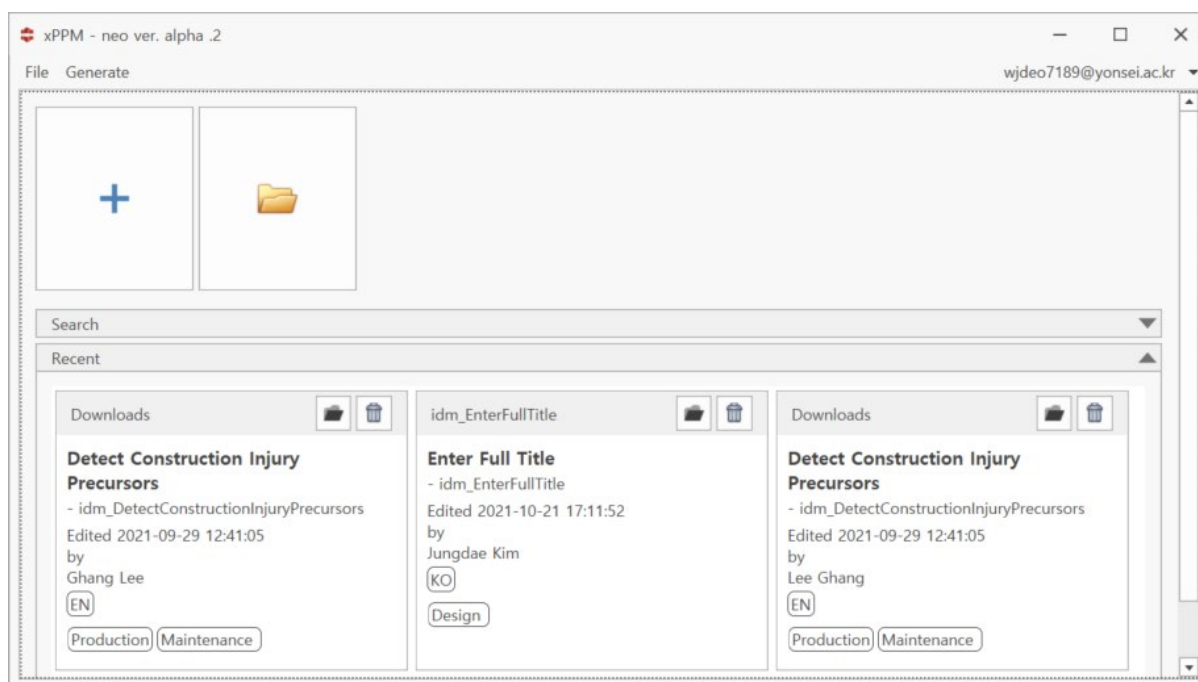 xPPM - neo ver. alpha .2
File Generate wjdeo7189@yonsei.ac.kr
Search
Recent
Downloads
Detect Construction Injury
Precursors
- idm_DetectConstructionInjuryPrecursors
Edited 2021-09-29 12:41:05
by
Ghang Lee
EN
Production Maintenance
idm_EnterFullTitle
Enter Full Title
- idm_EnterFullTitle
Edited 2021-10-21 17:11:52
by
Jungdae Kim
KO
Design
Downloads
Detect Construction Injury
Precursors
- idm_DetectConstructionInjuryPrecursors
Edited 2021-09-29 12:41:05
by
Lee Ghang
EN
Production Maintenance